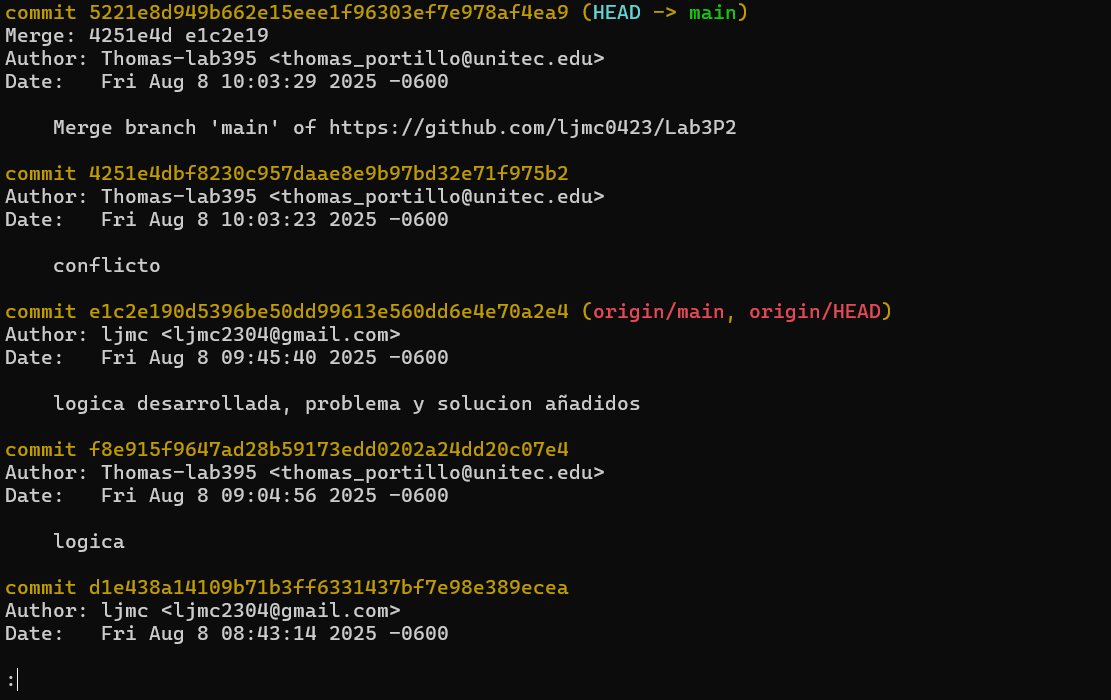 commit 5221e8d949b662e15eee1f96303ef7e978af4ea9 (HEAD -> main)
Merge: 4251e4d e1c2e19
Author: Thomas-lab395 <thomas_portillo@unitec.edu>
Date:   Fri Aug 8 10:03:29 2025 -0600
    Merge branch 'main' of https://github.com/ljmc0423/Lab3P2
commit 4251e4dbf8230c957daae8e9b97bd32e71f975b2
Author: Thomas-lab395 <thomas_portillo@unitec.edu>
Date:   Fri Aug 8 10:03:23 2025 -0600
    conflicto
commit e1c2e190d5396be50dd99613e560dd6e4e70a2e4 (origin/main, origin/HEAD)
Author: ljmc <ljmc2304@gmail.com>
Date:   Fri Aug 8 09:45:40 2025 -0600
    logica desarrollada, problema y solucion añadidos
commit f8e915f9647ad28b59173edd0202a24dd20c07e4
Author: Thomas-lab395 <thomas_portillo@unitec.edu>
Date:   Fri Aug 8 09:04:56 2025 -0600
    logica
commit d1e438a14109b71b3ff6331437bf7e98e389ecea
Author: ljmc <ljmc2304@gmail.com>
Date:   Fri Aug 8 08:43:14 2025 -0600
: